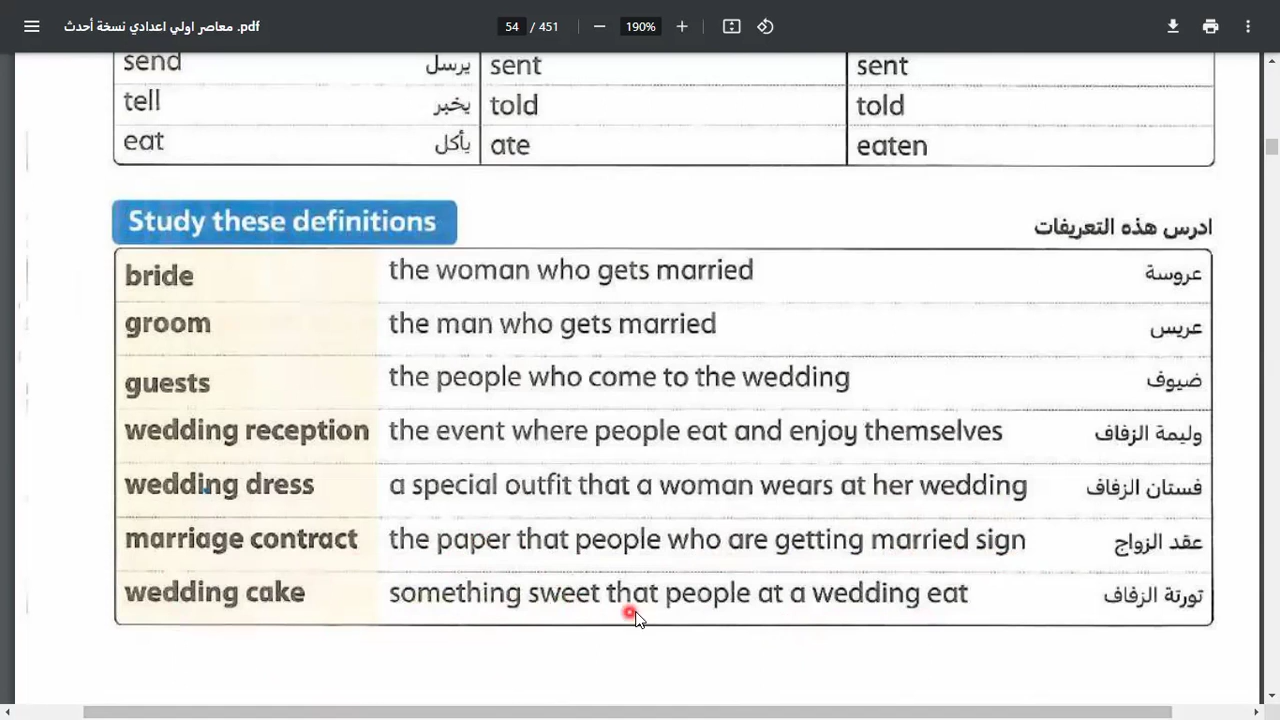 معاصر اولي اعدادي نسخة أحدث .pdf
54 / 451
190%
send يرسل sent sent
tell يخبر told told
eat يأكل ate eaten
Study these definitions ادرس هذه التعريفات
bride the woman who gets married عروسة
groom the man who gets married عريس
guests the people who come to the wedding ضيوف
wedding reception the event where people eat and enjoy themselves وليمة الزفاف
wedding dress a special outfit that a woman wears at her wedding فستان الزفاف
marriage contract the paper that people who are getting married sign عقد الزواج
wedding cake something sweet that people at a wedding eat تورتة الزفاف